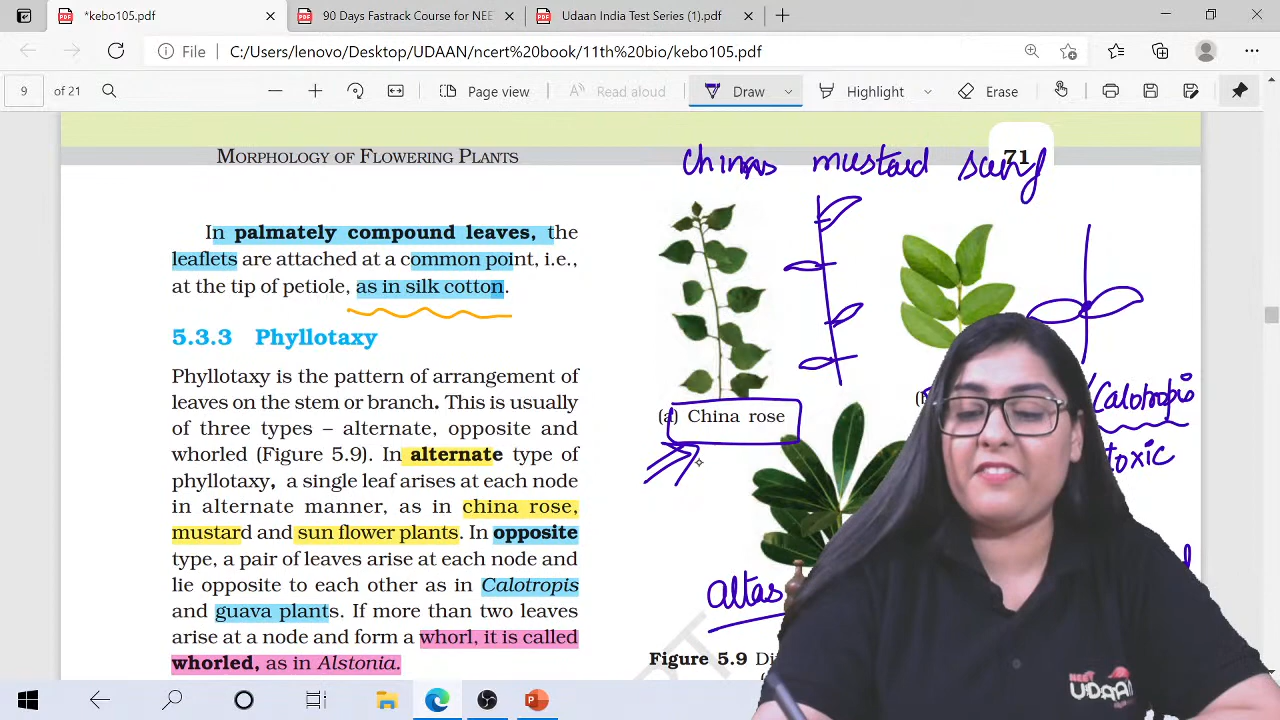 *kebo105.pdf
90 Days Fastrack Course for NEE
Udaan India Test Series (1).pdf
File
C:/Users/lenovo/Desktop/UDAAN/ncert%20book/11th%20bio/kebo105.pdf
9 of 21
Page view
Read aloud
Draw
Highlight
Erase
MORPHOLOGY OF FLOWERING PLANTS
71
mustard
In palmately compound leaves, the
leaflets are attached at a common point, i.e.,
at the tip of petiole, as in silk cotton.
5.3.3 Phyllotaxy
Phyllotaxy is the pattern of arrangement of
leaves on the stem or branch. This is usually
of three types – alternate, opposite and
whorled (Figure 5.9). In alternate type of
phyllotaxy, a single leaf arises at each node
in alternate manner, as in china rose,
mustard and sun flower plants. In opposite
type, a pair of leaves arise at each node and
lie opposite to each other as in Calotropis
and guava plants. If more than two leaves
arise at a node and form a whorl, it is called
whorled, as in Alstonia.
(a) China rose
Calotropis
toxic
Figure 5.9
NEET
UDAAN